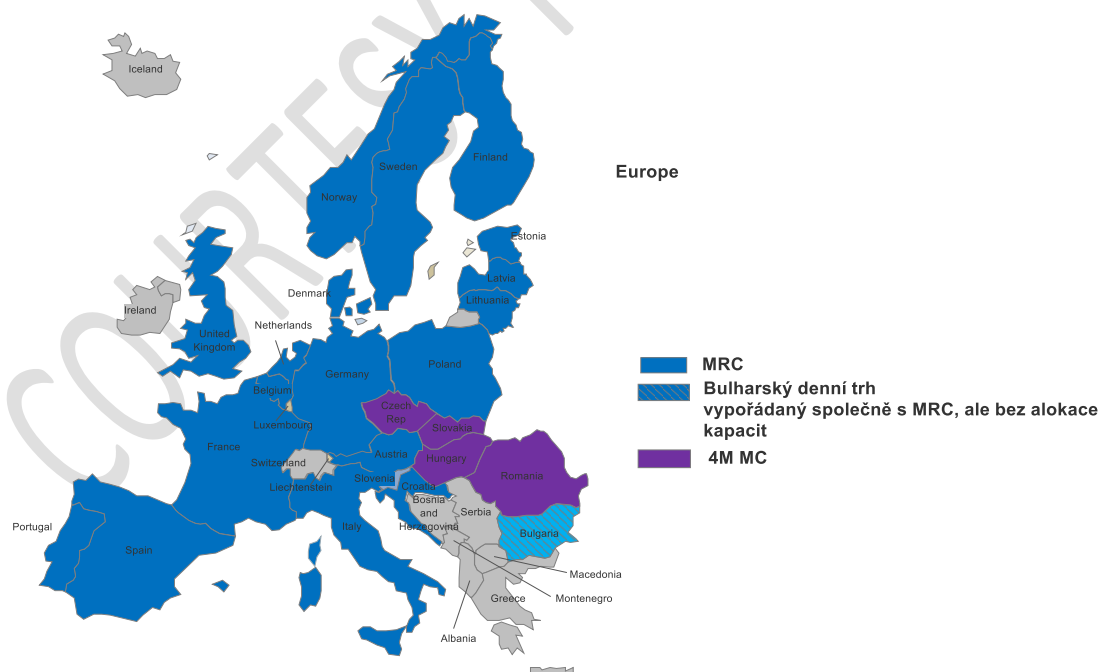 Iceland
Europe
Finland
Sweden
Norway
Estonia
Latvia
Denmark
Lithuania
Ireland
Netherlands
United
Kingdom
Poland
Germany
MRC
Belgium
Bulharský denní trh
vypořádaný společně s MRC, ale bez alokace
kapacit
Czech
Rep
Luxembourg
Slovakia
France
Austria
Hungary
4M MC
Switzerland
Romania
Slovenia
Liechtenstein
Croatia
Bosnia
and
Herzegovina
Serbia
Portugal
Italy
Bulgaria
Spain
Macedonia
Montenegro
Greece
Albania
COURTESY